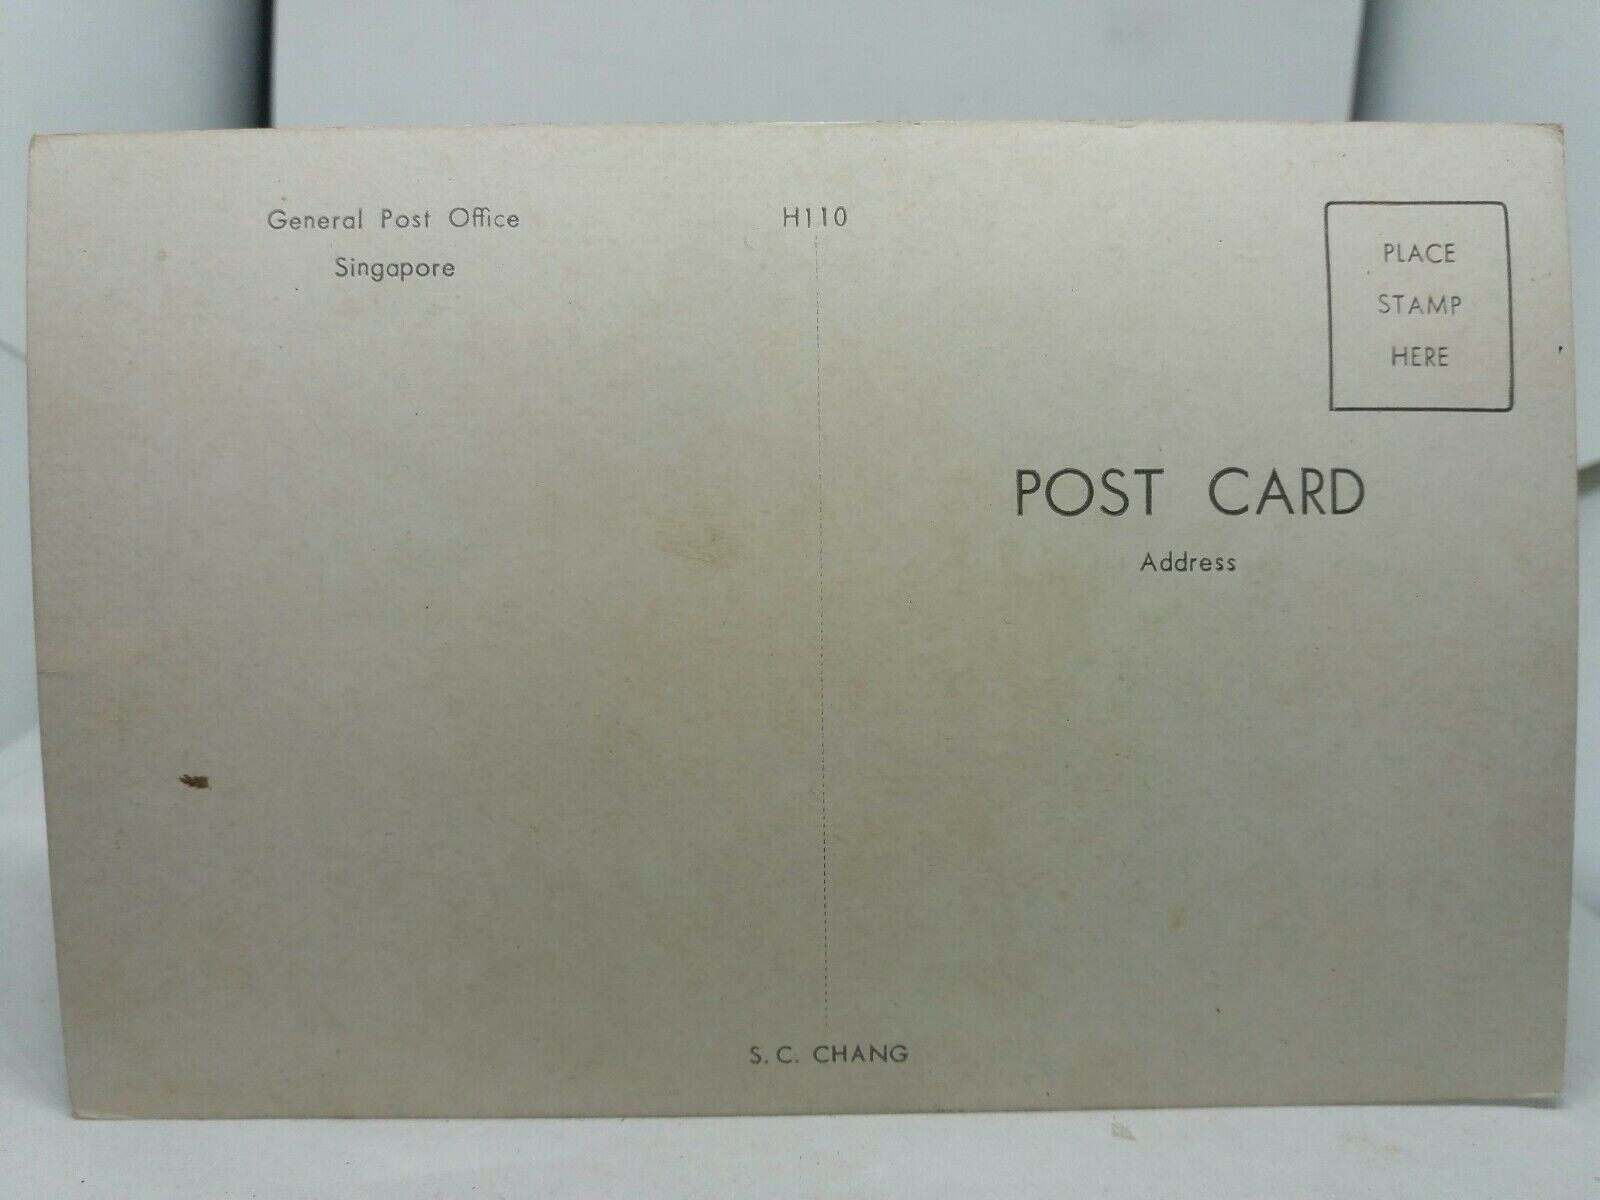 General Post Office
Singapore
H110
PLACE
STAMP
HERE
POST CARD
Address
S. C. CHANG